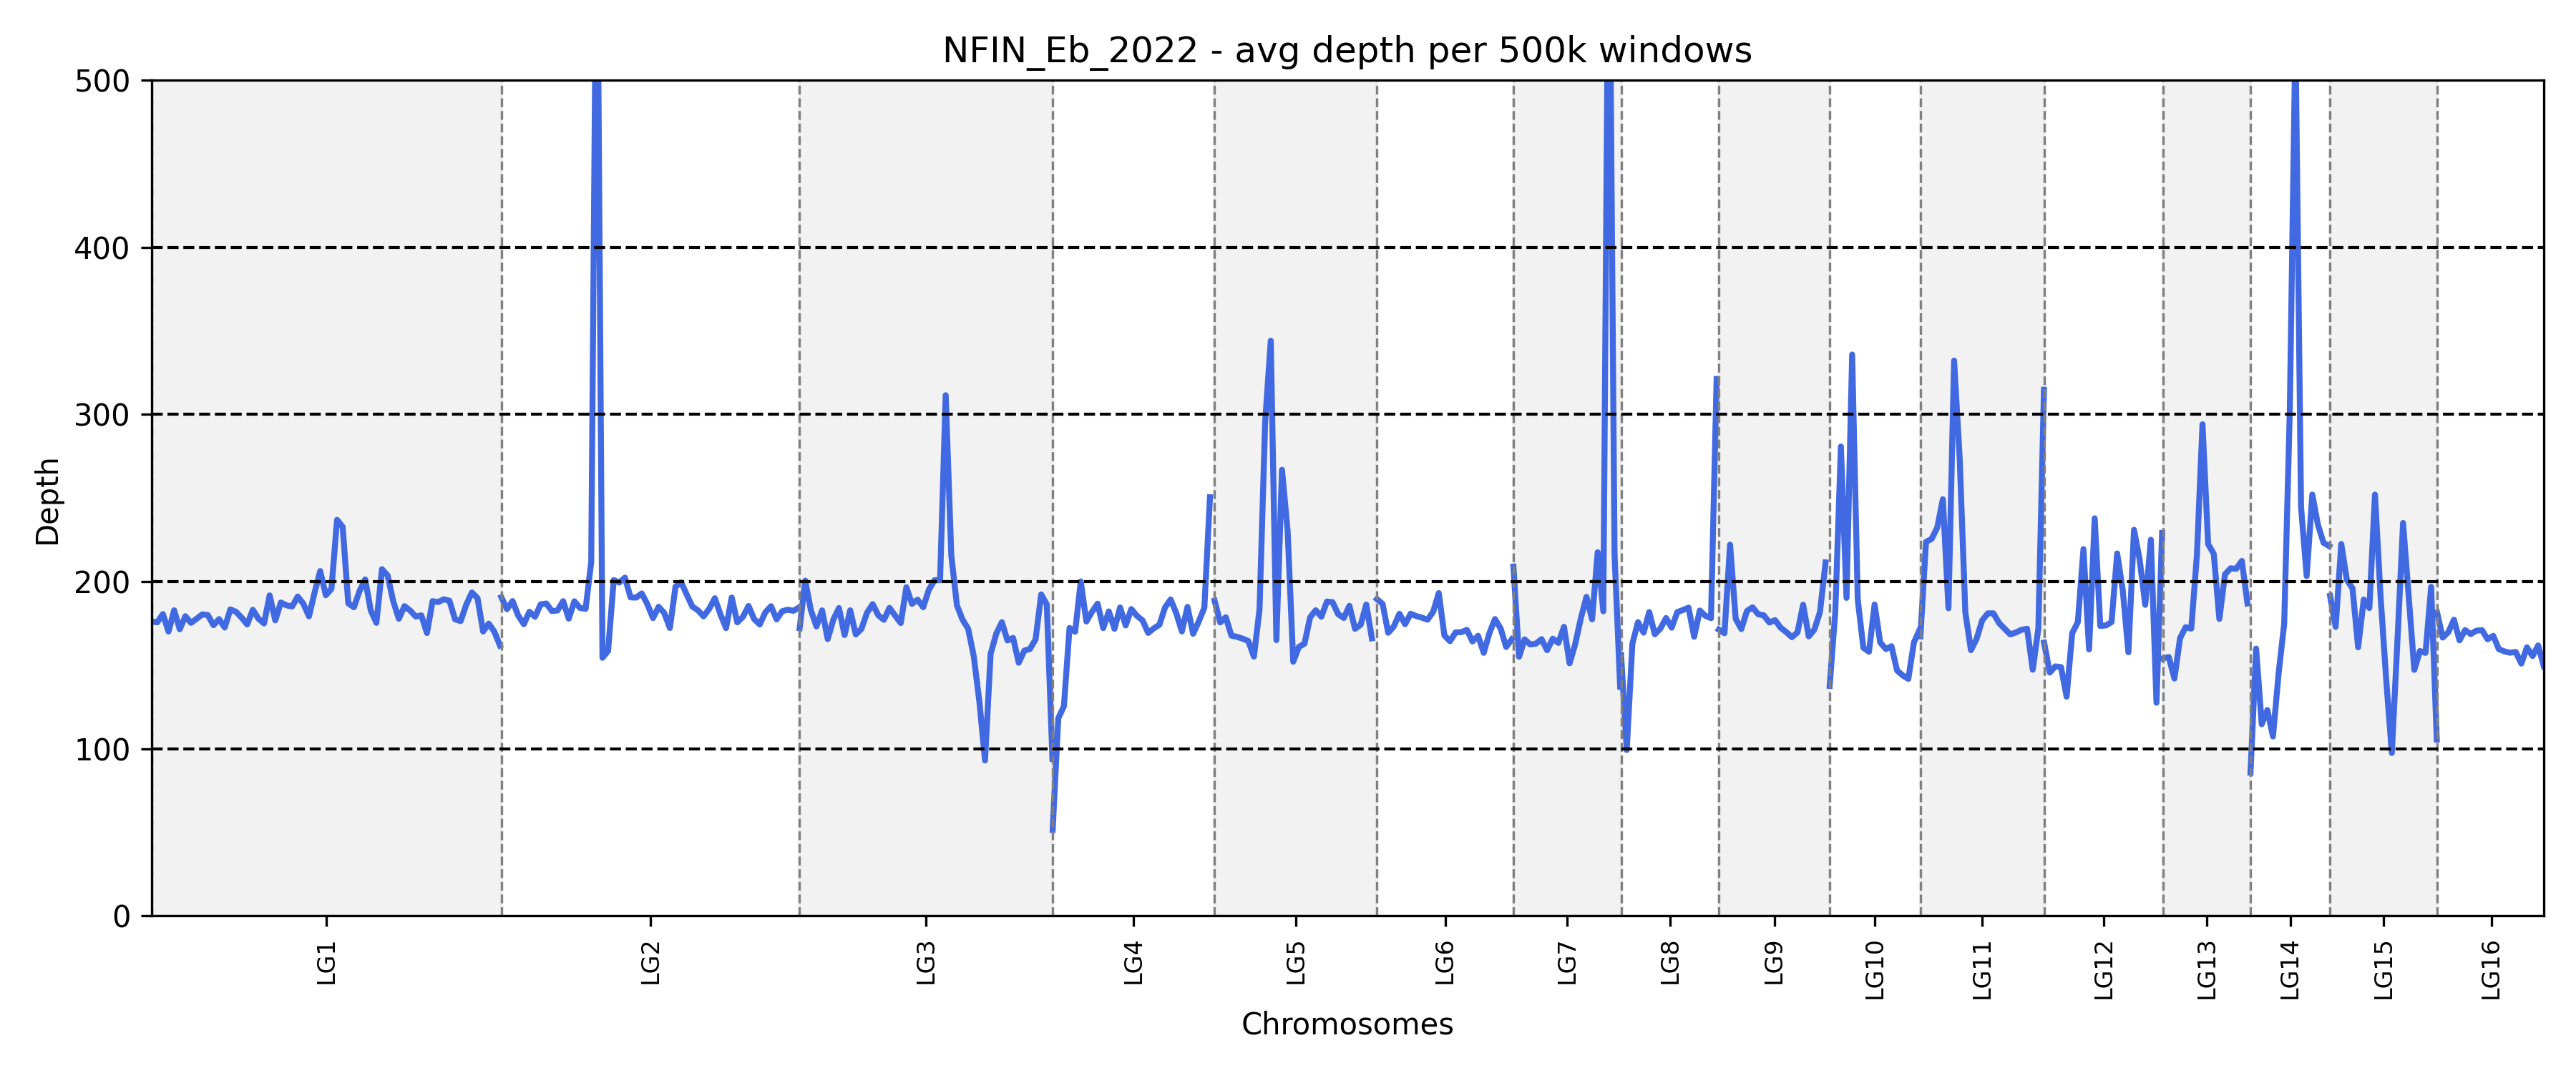 NFIN_Eb_2022 - avg depth per 500k windows
500
400
300
200
100
0
Depth
LG1
LG2
LG3
LG4
LG5
LG6
LG7
LG8
LG9
LG10
LG11
LG12
LG13
LG14
LG15
LG16
Chromosomes